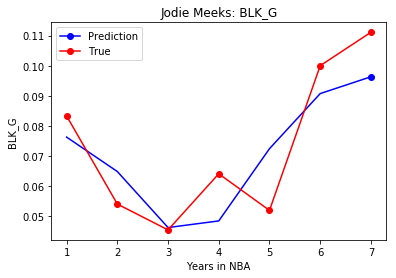 Jodie Meeks: BLK_G
Prediction
True
0.11
0.10
0.09
0.08
0.07
0.06
0.05
BLK_G
1 2 3 4 5 6 7
Years in NBA